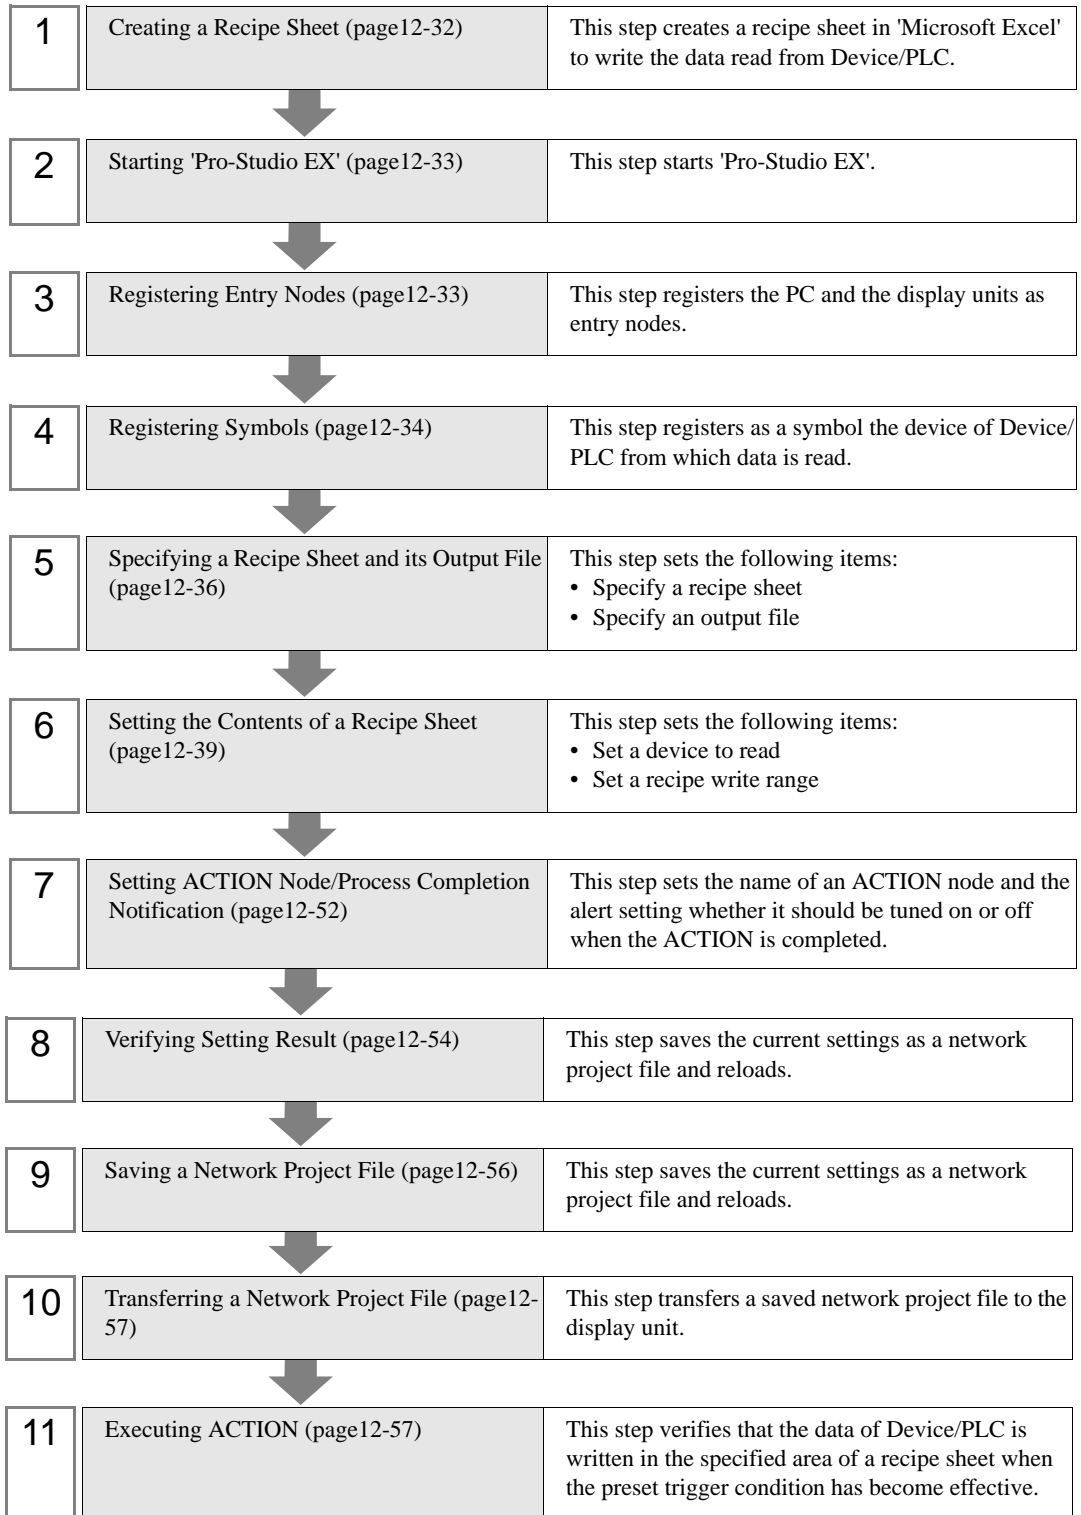 1
Creating a Recipe Sheet (page12-32)
This step creates a recipe sheet in 'Microsoft Excel'
to write the data read from Device/PLC.
2
Starting 'Pro-Studio EX' (page12-33)
This step starts 'Pro-Studio EX'.
3
Registering Entry Nodes (page12-33)
This step registers the PC and the display units as
entry nodes.
4
Registering Symbols (page12-34)
This step registers as a symbol the device of Device/
PLC from which data is read.
5
Specifying a Recipe Sheet and its Output File
(page12-36)
This step sets the following items:
• Specify a recipe sheet
• Specify an output file
6
Setting the Contents of a Recipe Sheet
(page12-39)
This step sets the following items:
• Set a device to read
• Set a recipe write range
7
Setting ACTION Node/Process Completion
Notification (page12-52)
This step sets the name of an ACTION node and the
alert setting whether it should be tuned on or off
when the ACTION is completed.
8
Verifying Setting Result (page12-54)
This step saves the current settings as a network
project file and reloads.
9
Saving a Network Project File (page12-56)
This step saves the current settings as a network
project file and reloads.
10
Transferring a Network Project File (page12-
57)
This step transfers a saved network project file to the
display unit.
11
Executing ACTION (page12-57)
This step verifies that the data of Device/PLC is
written in the specified area of a recipe sheet when
the preset trigger condition has become effective.